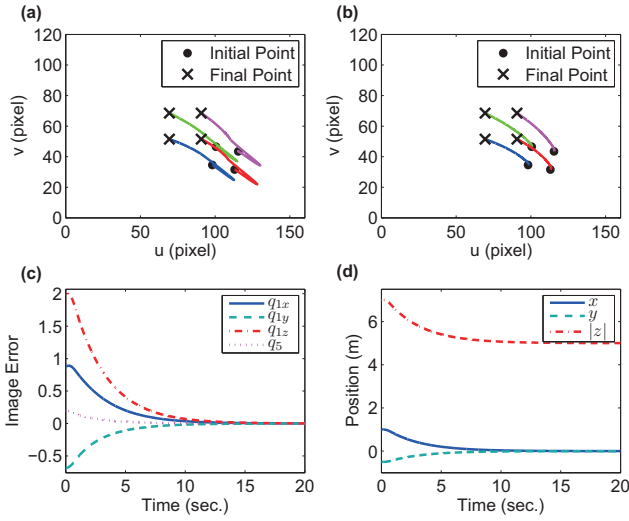 (a)
Initial Point
Final Point
v (pixel)
120
100
80
60
40
20
0
0 50 100 150
u (pixel)
(b)
Initial Point
Final Point
v (pixel)
120
100
80
60
40
20
0
0 50 100 150
u (pixel)
(c)
q1x
q1y
q1z
q5
Image Error
2
1.5
1
0.5
0
−0.5
0 5 10 15 20
Time (sec.)
(d)
x
y
|z|
Position (m)
6
4
2
0
0 5 10 15 20
Time (sec.)